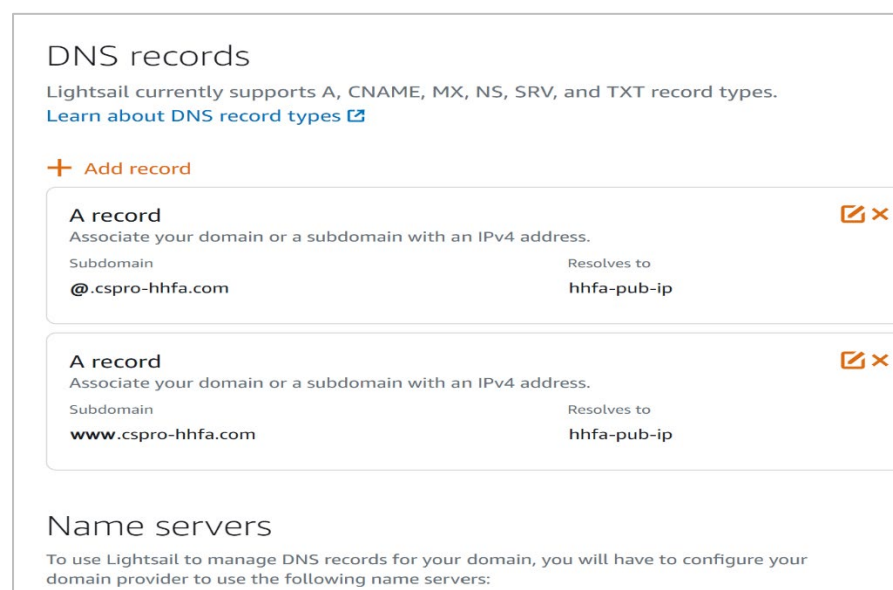 DNS records
Lightsail currently supports A, CNAME, MX, NS, SRV, and TXT record types.
Learn about DNS record types
+ Add record
A record
Associate your domain or a subdomain with an IPv4 address.
Subdomain Resolves to
@.cspro-hhfa.com hhfa-pub-ip
A record
Associate your domain or a subdomain with an IPv4 address.
Subdomain Resolves to
www.cspro-hhfa.com hhfa-pub-ip
Name servers
To use Lightsail to manage DNS records for your domain, you will have to configure your
domain provider to use the following name servers: